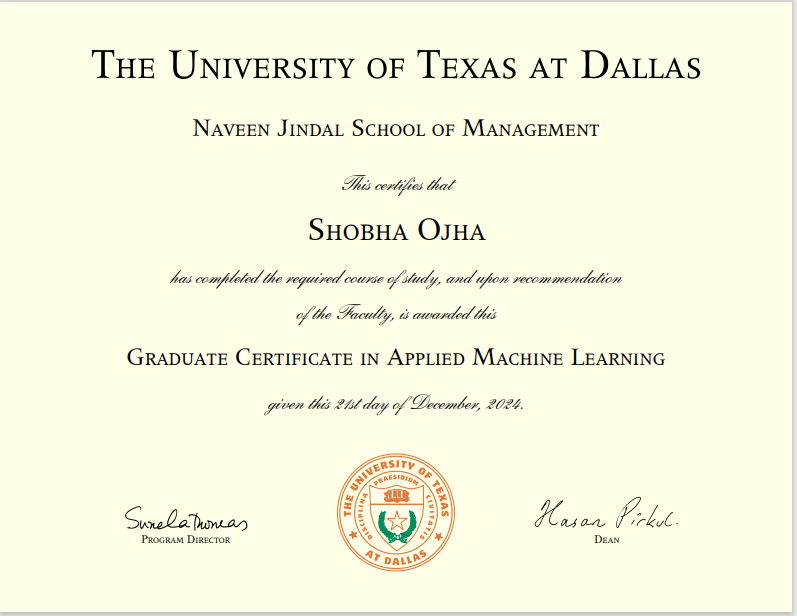 The University of Texas at Dallas
Naveen Jindal School of Management
This certifies that
Shobha Ojha
has completed the required course of study, and upon recommendation
of the Faculty, is awarded this
Graduate Certificate in Applied Machine Learning
given this 21st day of December, 2024.
THE UNIVERSITY OF TEXAS
AT DALLAS
PRAESIDIUM
DISCIPLINA
CIVITATIS
Hasan Pirkul.
Program Director
Dean